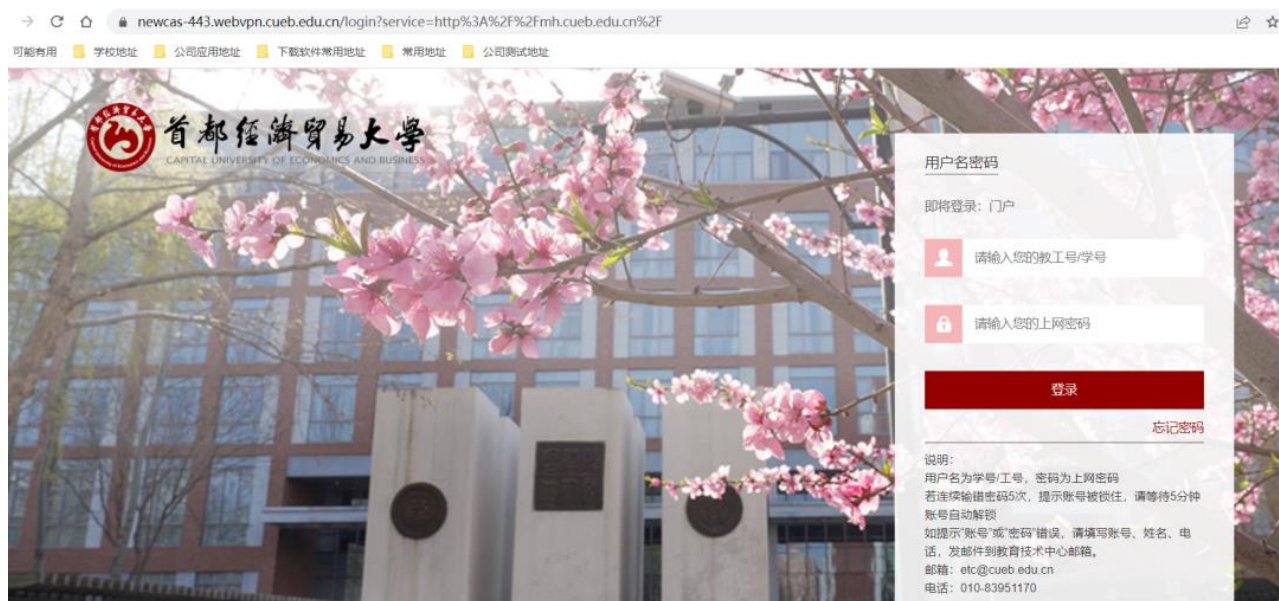 newcas-443.webvpn.cueb.edu.cn/login?service=http%3A%2F%2Fmh.cueb.edu.cn%2F
可能有用 学校地址 公司应用地址 下载软件常用地址 常用地址 公司测试地址
首都經濟貿易大學
CAPITAL UNIVERSITY OF ECONOMICS AND BUSINESS
用户名密码
即将登录：门户
请输入您的教工号/学号
请输入您的上网密码
登录
忘记密码
说明：
用户名为学号/工号，密码为上网密码
若连续输错密码5次，提示账号被锁住，请等待5分钟
账号自动解锁
如提示“账号”或“密码”错误，请填写账号、姓名、电
话，发邮件到教育技术中心邮箱。
邮箱：etc@cueb.edu.cn
电话：010-83951170